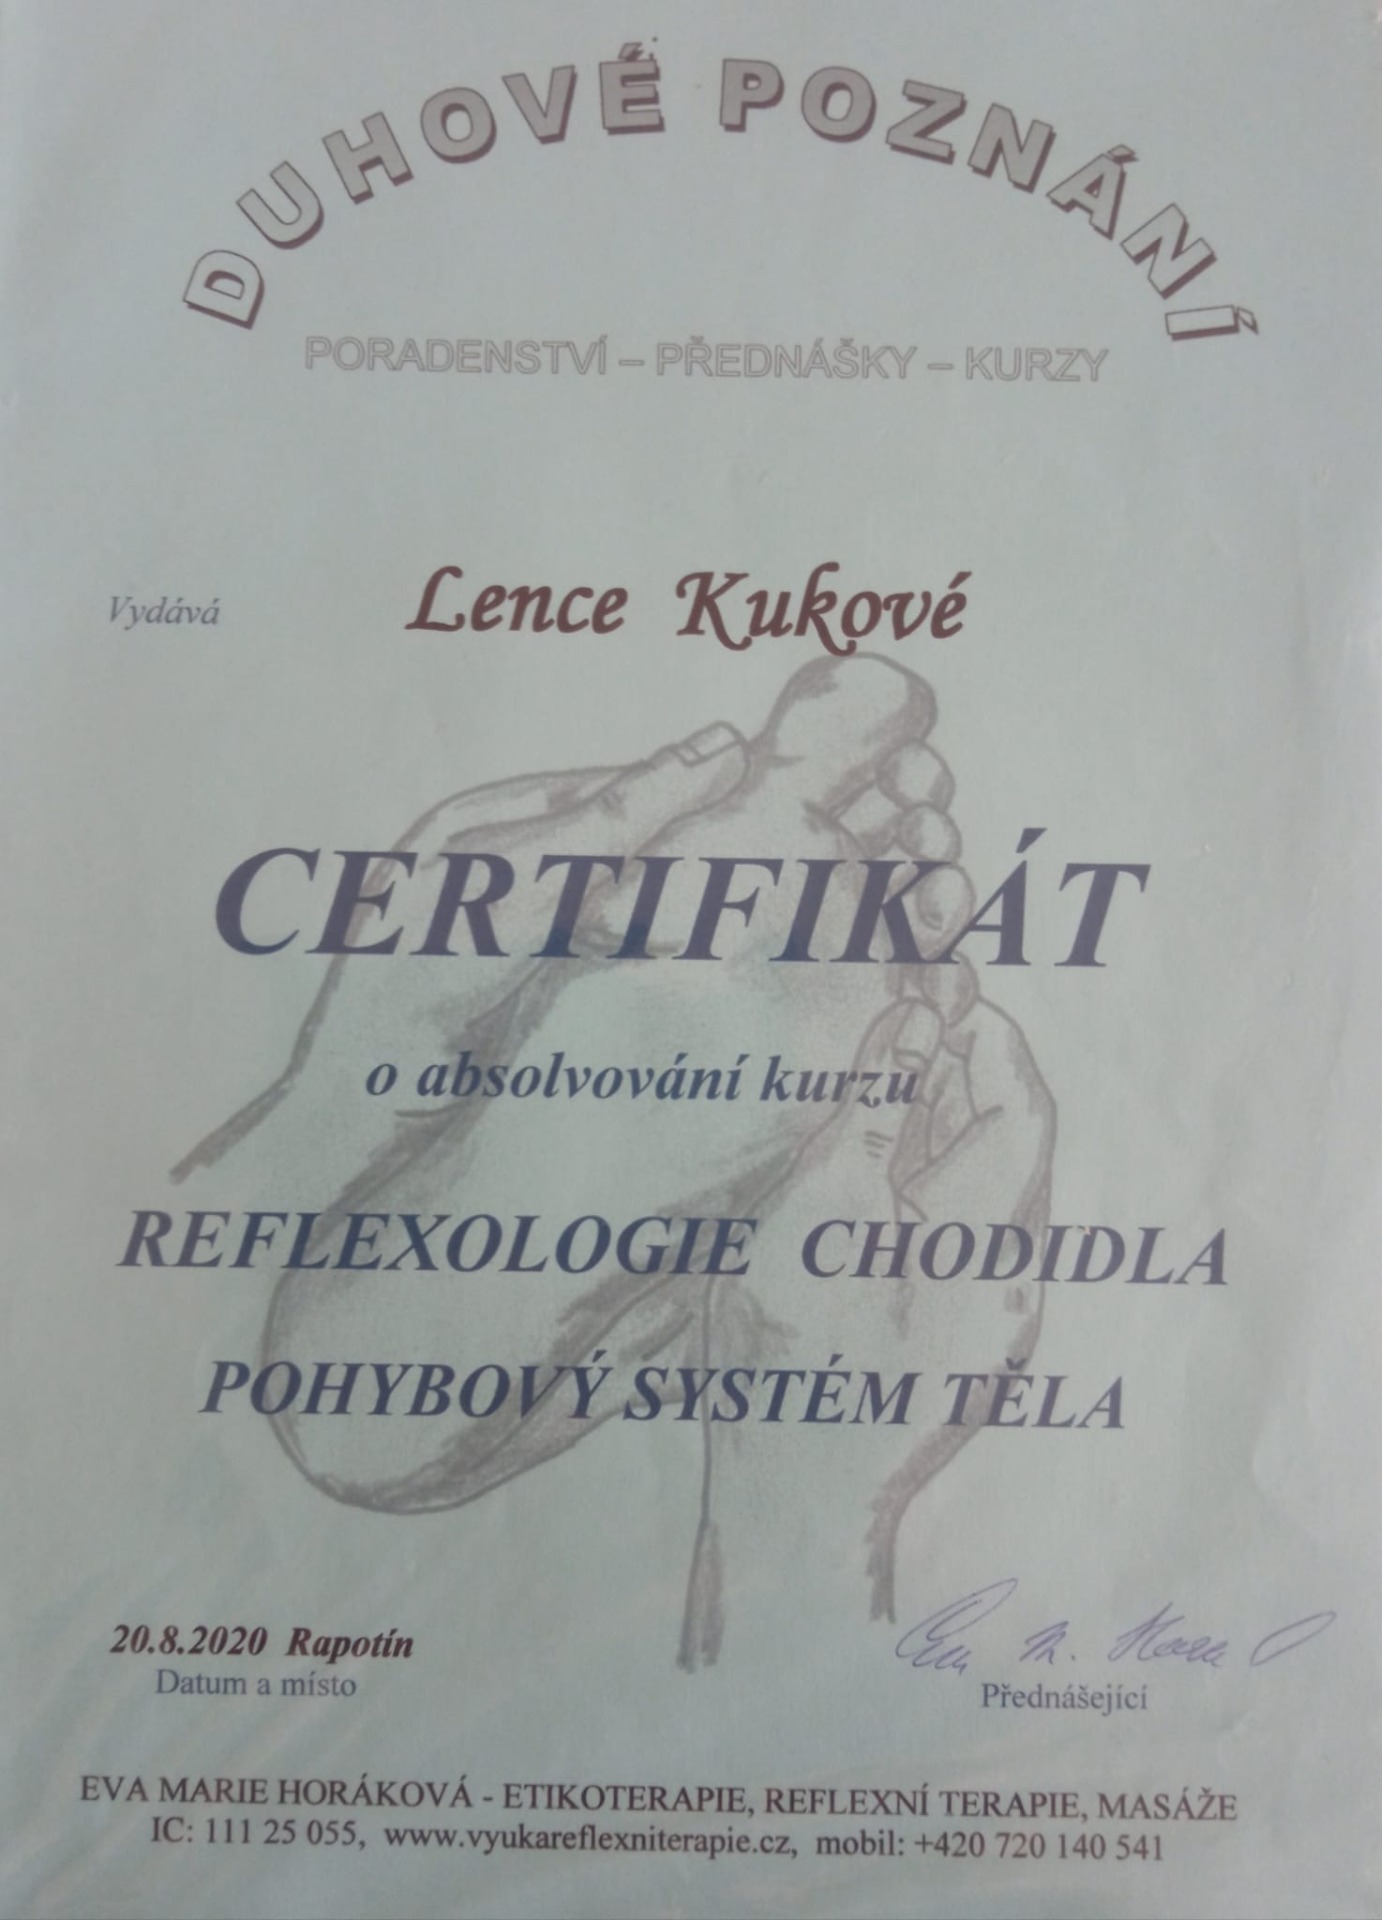 DUHOVÉ POZNÁNÍ
PORADENSTVÍ – PŘEDNÁŠKY – KURZY
Vydává Lence Kukové
CERTIFIKÁT
o absolvování kurzu
REFLEXOLOGIE CHODIDLA
POHYBOVÝ SYSTÉM TĚLA
20.8.2020 Rapotín
Datum a místo
Přednášející
EVA MARIE HORÁKOVÁ - ETIKOTERAPIE, REFLEXNÍ TERAPIE, MASÁŽE
IC: 111 25 055, www.vyukareflexniterapie.cz, mobil: +420 720 140 541